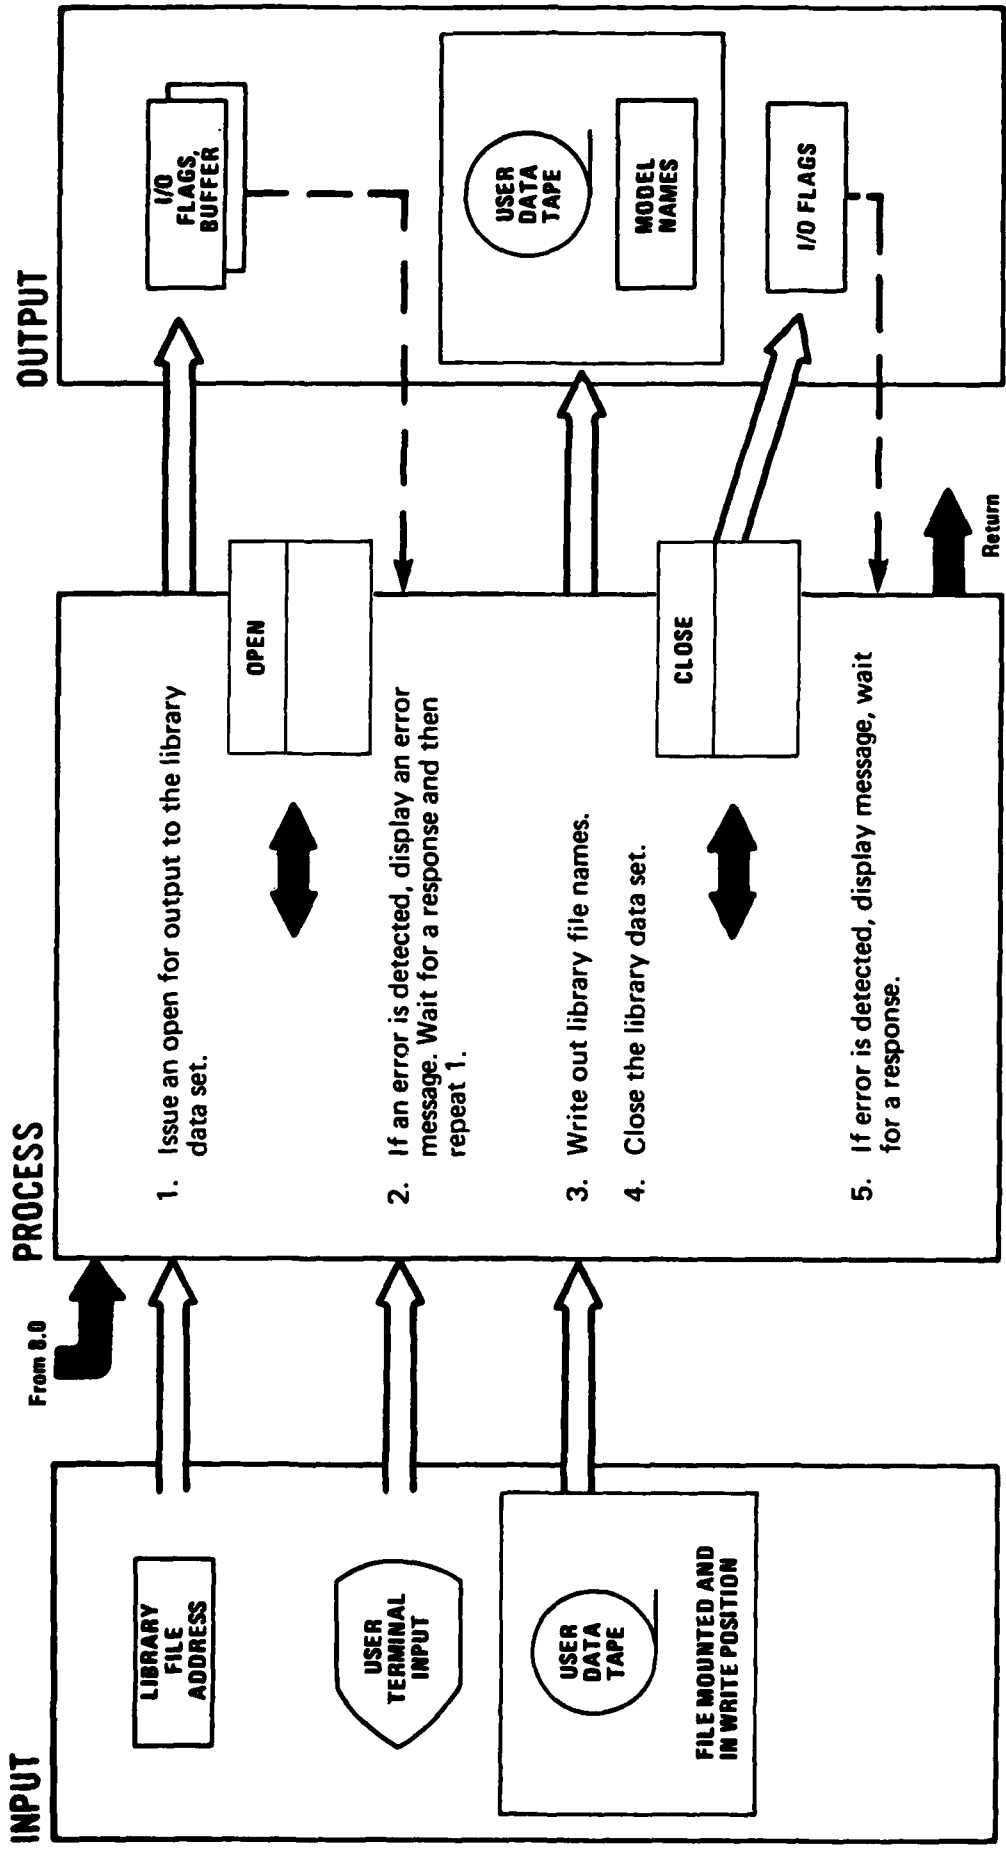 INPUT
LIBRARY
FILE
ADDRESS
USER
TERMINAL
INPUT
USER
DATA
TAPE
FILE MOUNTED AND
IN WRITE POSITION
From 8.0
PROCESS
1. Issue an open for output to the library
data set.
OPEN
2. If an error is detected, display an error
message. Wait for a response and then
repeat 1.
3. Write out library file names.
4. Close the library data set.
CLOSE
5. If error is detected, display message, wait
for a response.
Return
OUTPUT
I/O
FLAGS,
BUFFER
USER
DATA
TAPE
MODEL
NAMES
I/O FLAGS